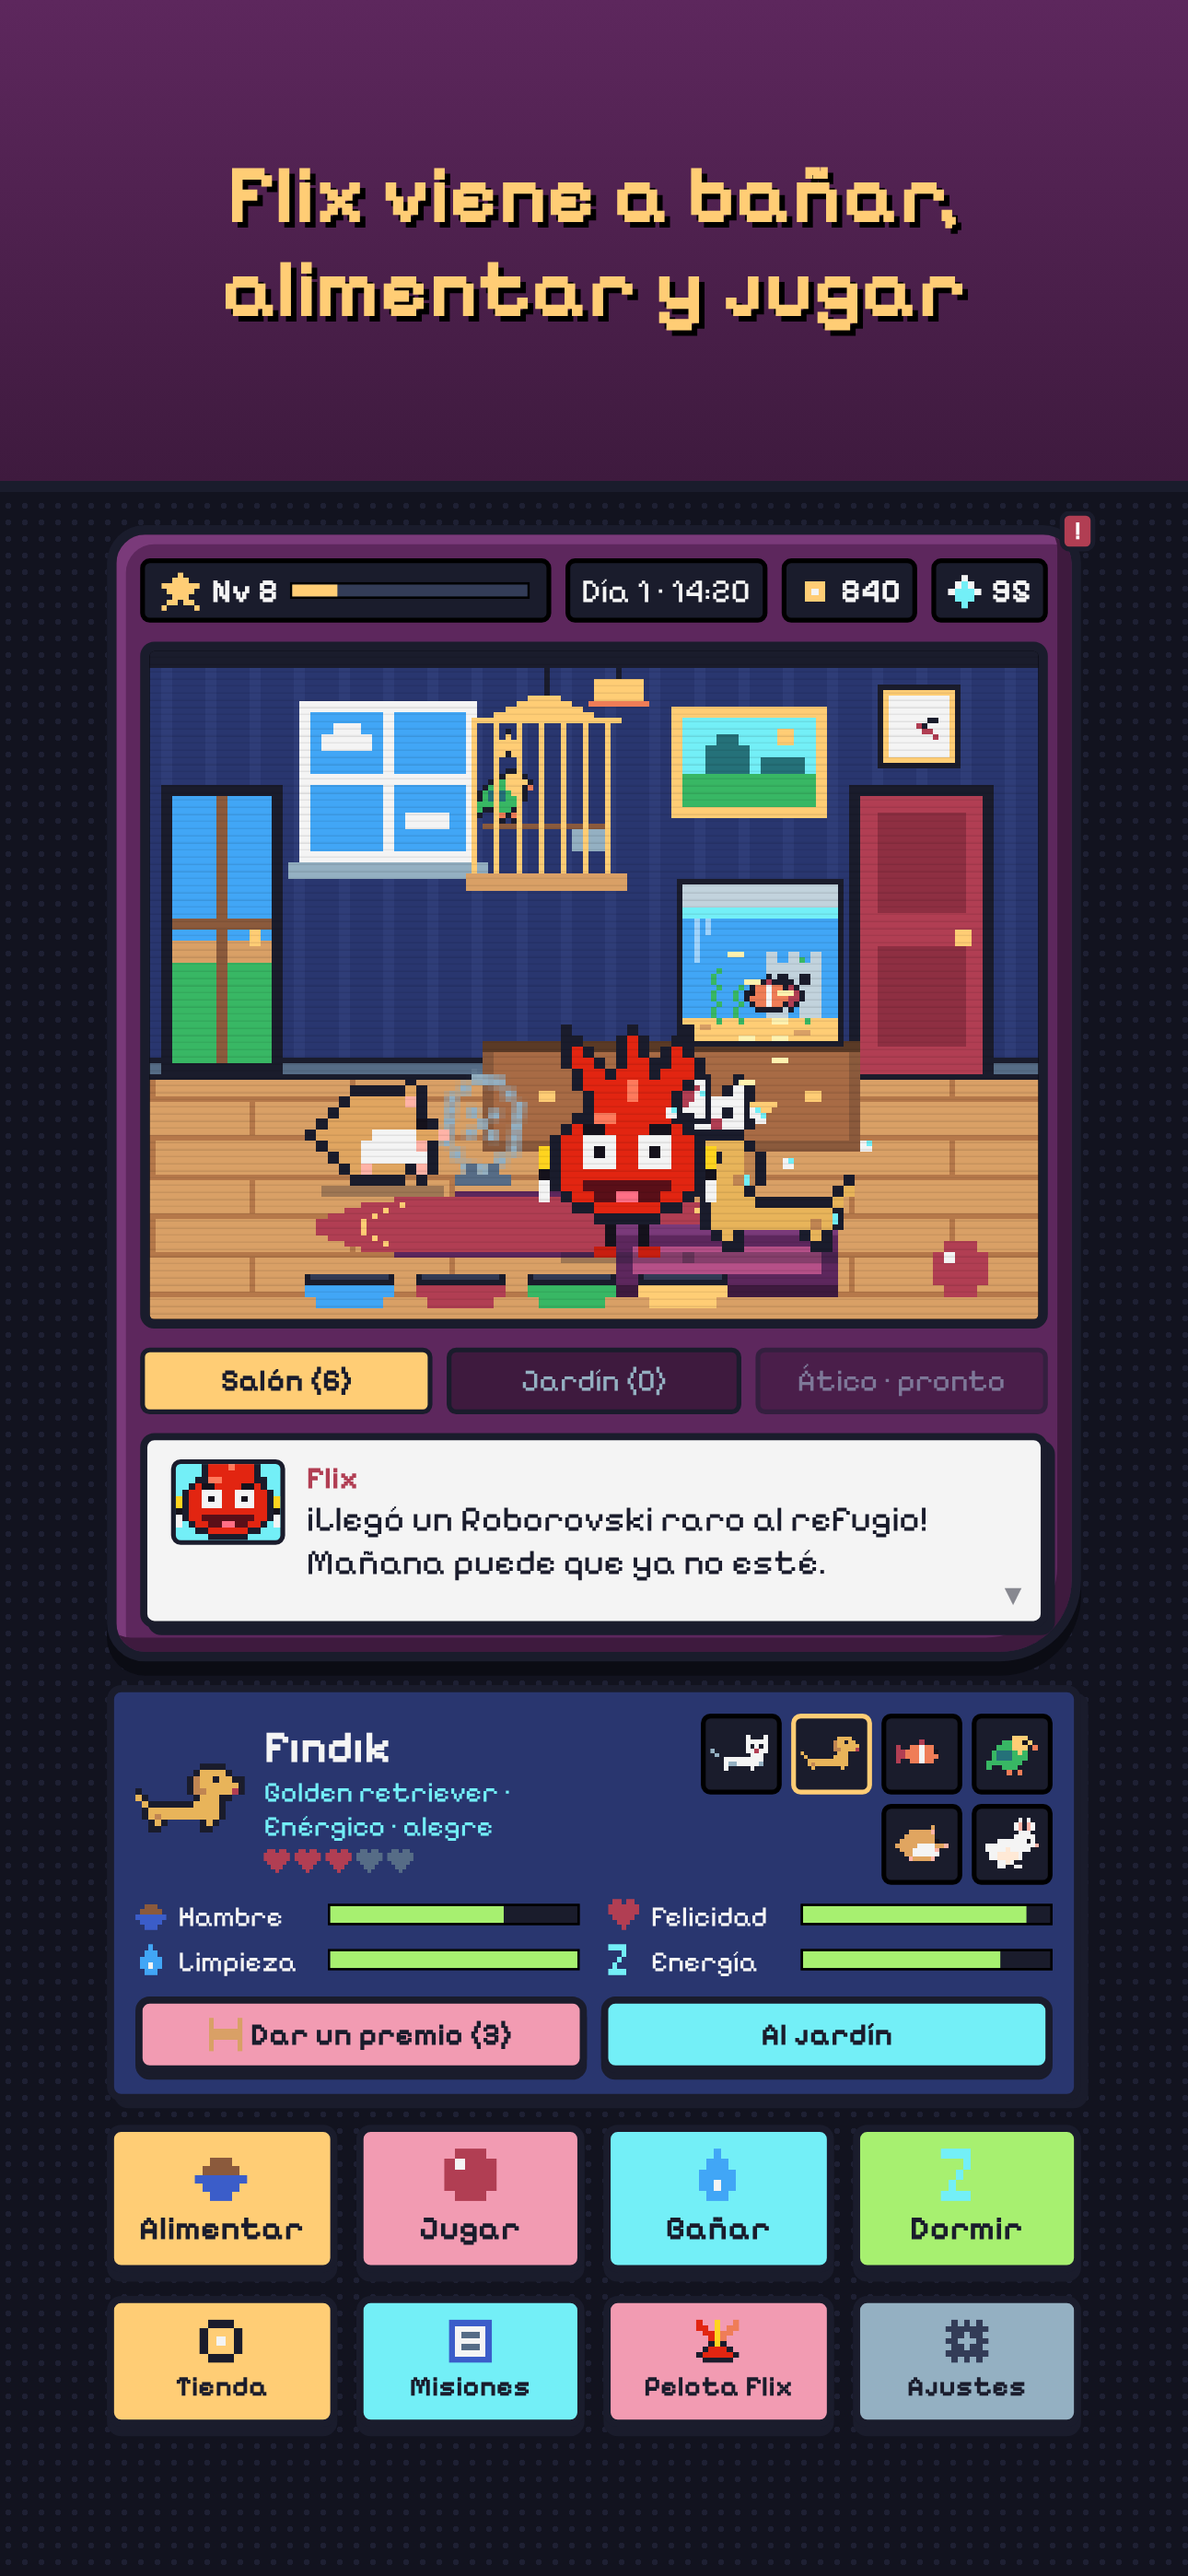 Flix viene a bañar,
alimentar y jugar
!
Nv 8
Día 1 · 14:20
840
95
Salón (6)
Jardín (0)
Ático · pronto
Flix
¡Llegó un Roborovski raro al refugio!
Mañana puede que ya no esté.
Fındık
Golden retriever ·
Enérgico · alegre
Hambre
Felicidad
Limpieza
Energía
Dar un premio (3)
Al jardín
Alimentar
Jugar
Bañar
Dormir
Tienda
Misiones
Pelota Flix
Ajustes